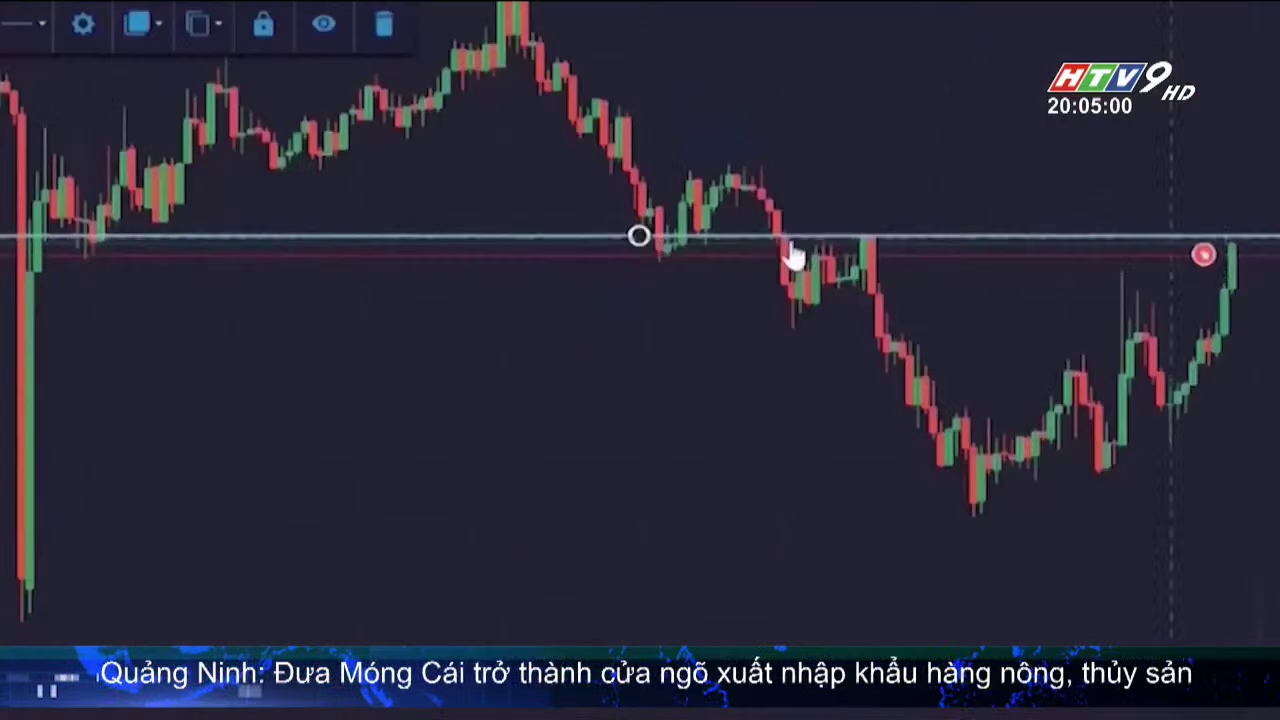 HTV9 HD
20:05:00
Quảng Ninh: Đưa Móng Cái trở thành cửa ngõ xuất nhập khẩu hàng nông, thủy sản